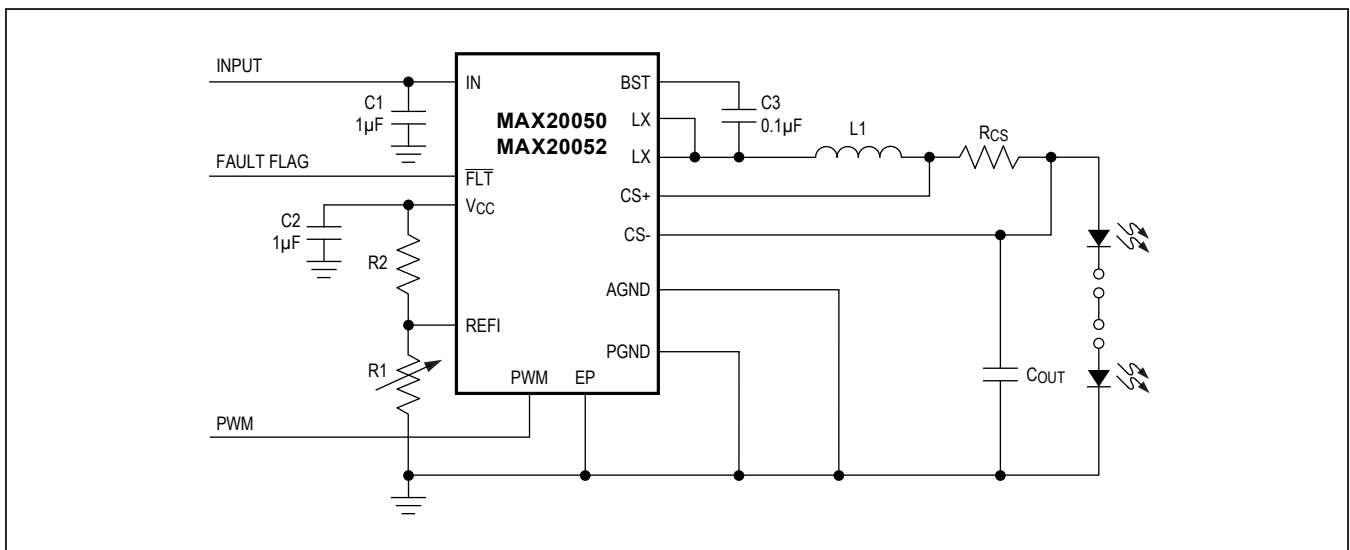 INPUT
IN
C1
1µF
FAULT FLAG
FLT
VCC
C2
1µF
R2
REFI
R1
PWM
PWM
EP
MAX20050
MAX20052
BST
LX
LX
CS+
CS-
AGND
PGND
C3
0.1µF
L1
RCS
COUT